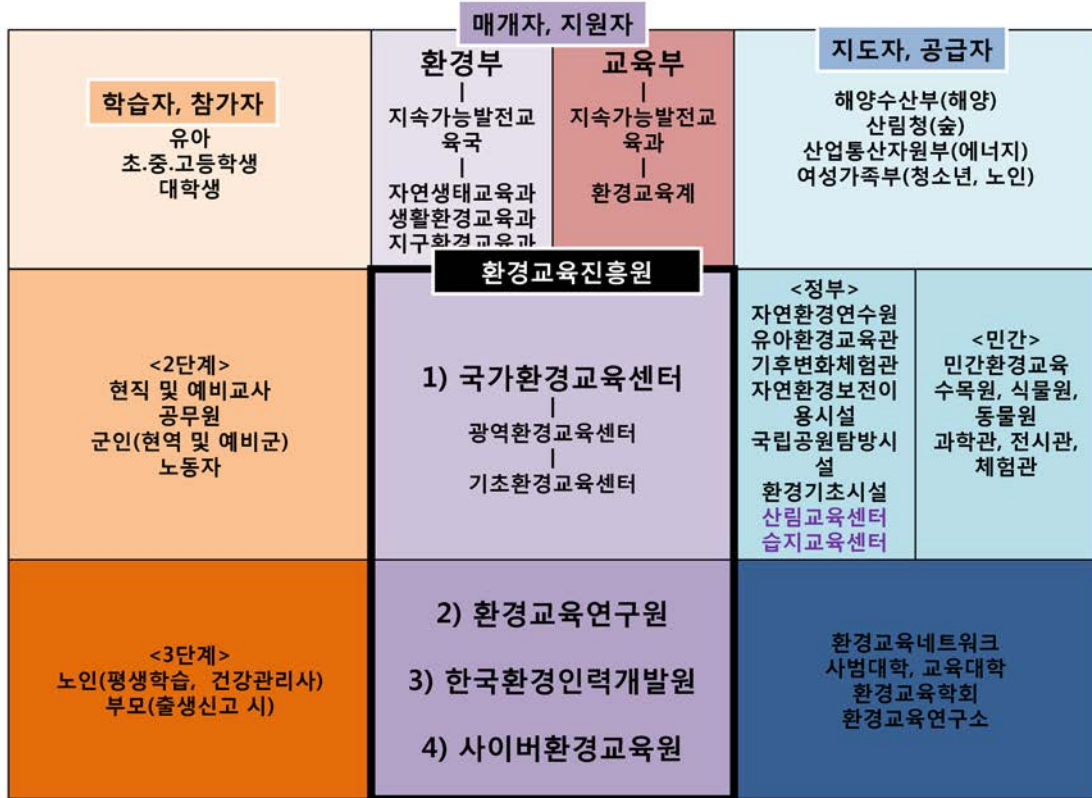 매개자, 지원자
학습자, 참가자
유아
초.중.고등학생
대학생
환경부
지속가능발전교
육국
자연생태교육과
생활환경교육과
지구환경교육과
교육부
지속가능발전교
육과
환경교육계
지도자, 공급자
해양수산부(해양)
산림청(숲)
산업통산자원부(에너지)
여성가족부(청소년, 노인)
환경교육진흥원
<2단계>
현직 및 예비교사
공무원
군인(현역 및 예비군)
노동자
1) 국가환경교육센터
광역환경교육센터
기초환경교육센터
<정부>
자연환경연수원
유아환경교육관
기후변화체험관
자연환경보전이
용시설
국립공원탐방시
설
환경기초시설
산림교육센터
습지교육센터
<민간>
민간환경교육
수목원, 식물원,
동물원
과학관, 전시관,
체험관
<3단계>
노인(평생학습, 건강관리사)
부모(출생신고 시)
2) 환경교육연구원
3) 한국환경인력개발원
4) 사이버환경교육원
환경교육네트워크
사범대학, 교육대학
환경교육학회
환경교육연구소